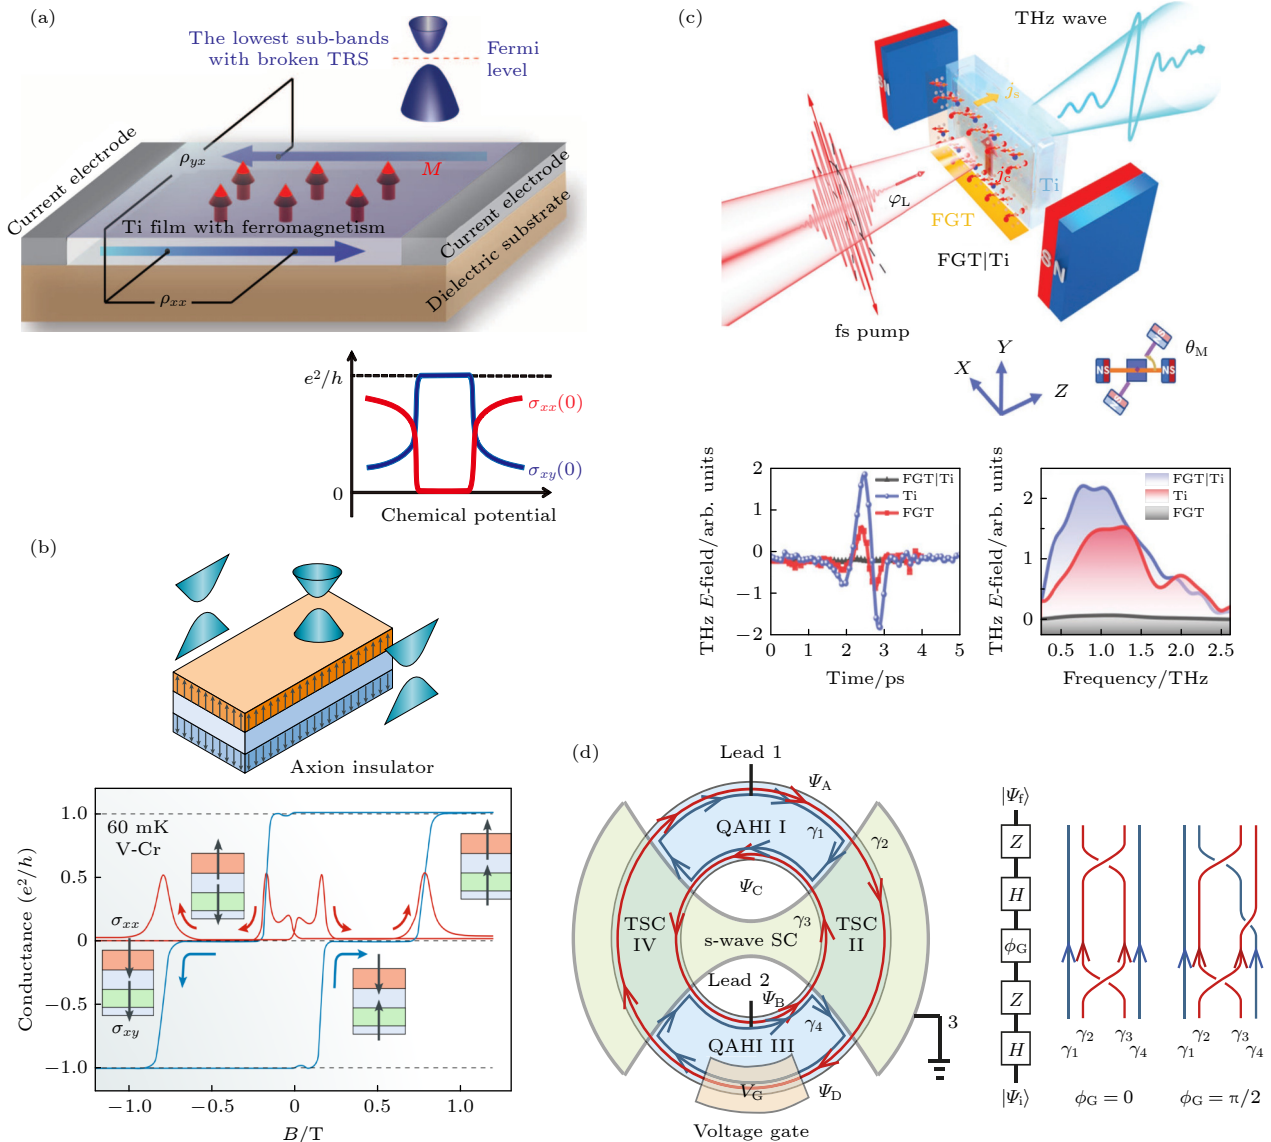 (a)
The lowest sub-bands
with broken TRS
Fermi
level
Current electrode
ρyx
M
Ti film with ferromagnetism
Current electrode
Dielectric substrate
ρxx
e²/h
σxx(0)
σxy(0)
0
Chemical potential
(b)
Axion insulator
60 mK
V-Cr
Conductance (e²/h)
1.0
0.5
0
−0.5
−1.0
σxx
σxy
−1.0
−0.5
0
0.5
1.0
B/T
(c)
THz wave
js
jc
Ti
φL
FGT
FGT|Ti
SN
S N
fs pump
X
Y
Z
θM
NS
NS
THz E-field/arb. units
2
1
0
−1
−2
FGT|Ti
Ti
FGT
0
1
2
3
4
5
Time/ps
THz E-field/arb. units
2
1
0
FGT|Ti
Ti
FGT
0.5
1.0
1.5
2.0
2.5
Frequency/THz
(d)
Lead 1
ΨA
QAHI I
γ1
γ2
ΨC
TSC
IV
s-wave SC
γ3
TSC
II
Lead 2
ΨB
γ4
QAHI III
VG
ΨD
3
Voltage gate
|Ψf⟩
Z
H
ϕG
Z
H
|Ψi⟩
γ1
γ2
γ3
γ4
ϕG = 0
γ1
γ2
γ3
γ4
ϕG = π/2